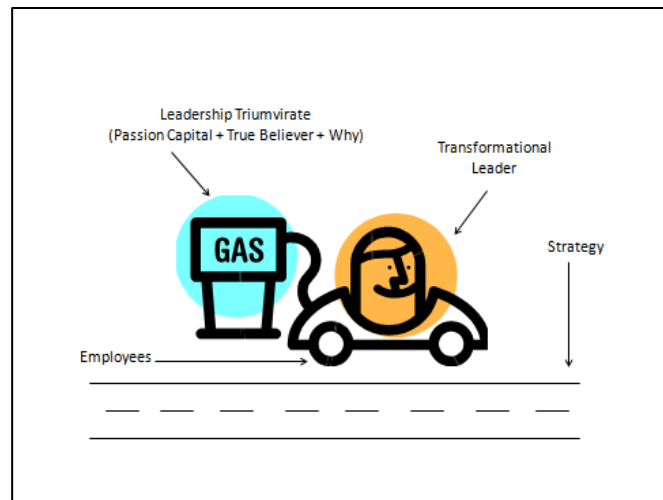 Leadership Triumvirate
(Passion Capital + True Believer + Why)
Transformational
Leader
GAS
Strategy
Employees